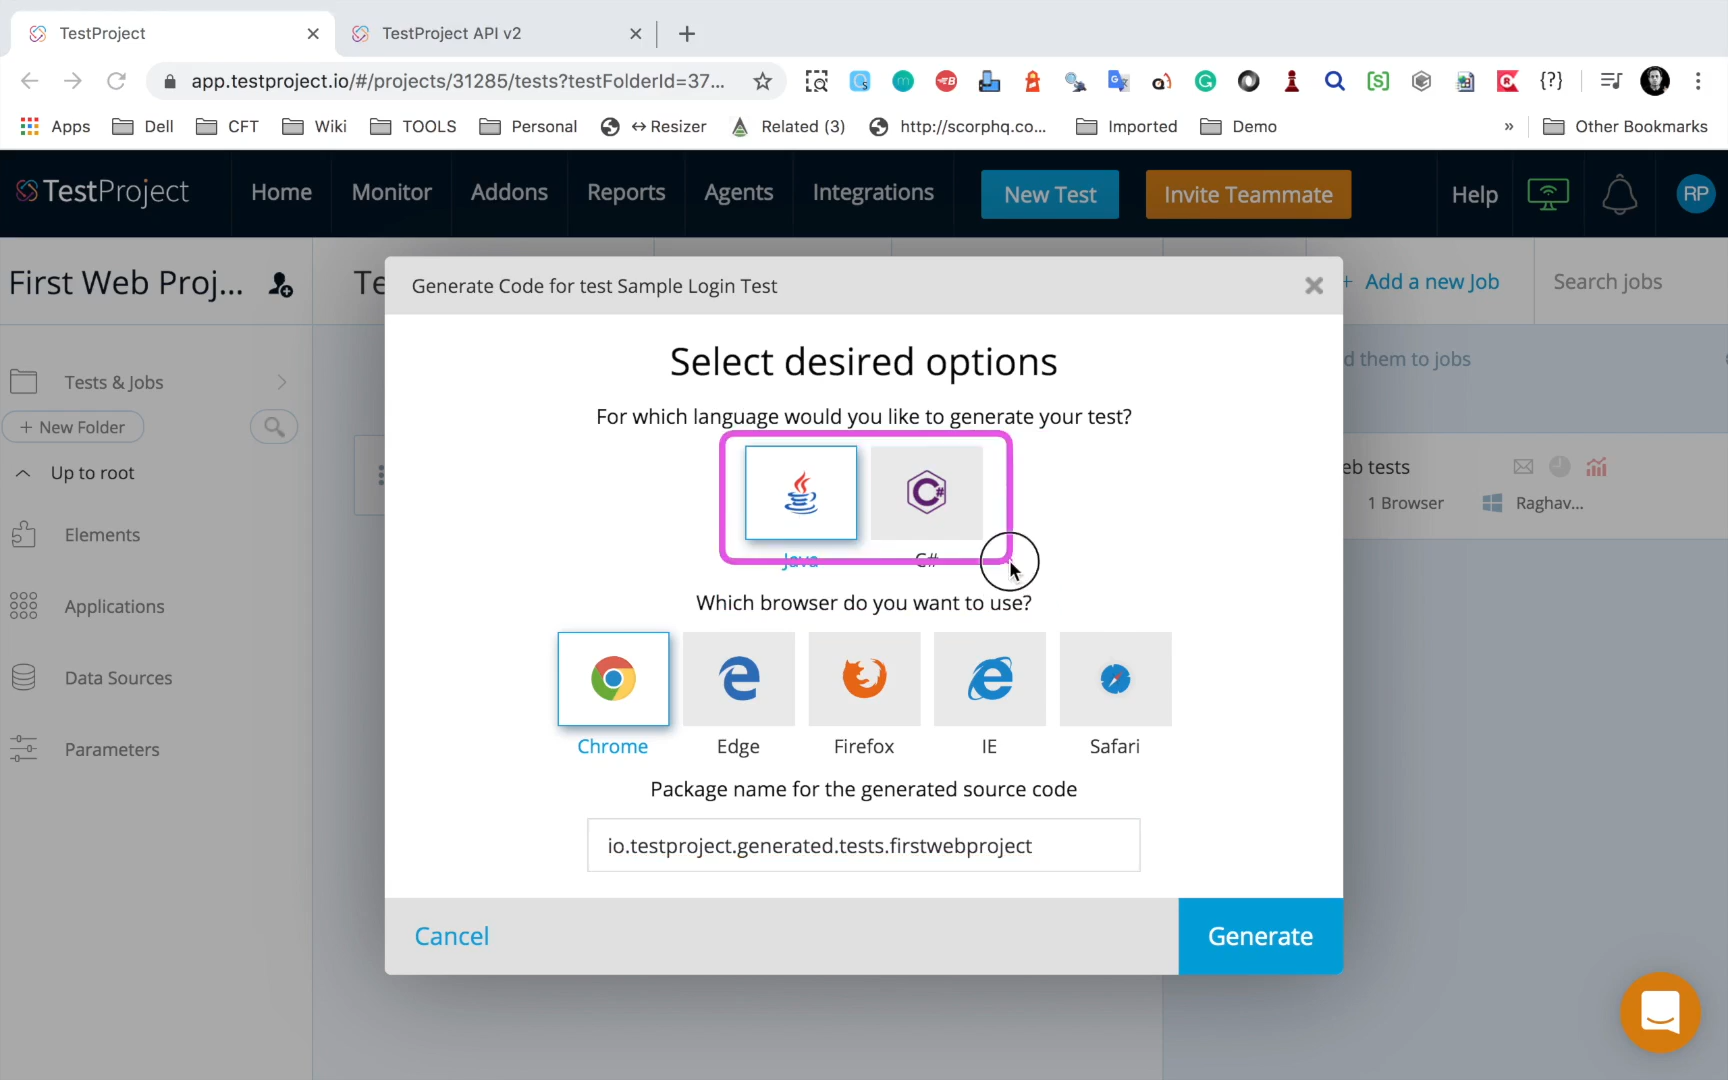 TestProject
TestProject API v2
app.testproject.io/#/projects/31285/tests?testFolderId=37...
Apps
Dell
CFT
Wiki
TOOLS
Personal
↔ Resizer
Related (3)
http://scorphq.co...
Imported
Demo
»
Other Bookmarks
TestProject
Home
Monitor
Addons
Reports
Agents
Integrations
New Test
Invite Teammate
Help
RP
First Web Proj...
Te
+ Add a new Job
Search jobs
Generate Code for test Sample Login Test
Select desired options
d them to jobs
For which language would you like to generate your test?
Tests & Jobs
+ New Folder
Up to root
eb tests
1 Browser
Raghav...
Elements
Java
C#
Which browser do you want to use?
Applications
Data Sources
Chrome
Edge
Firefox
IE
Safari
Parameters
Package name for the generated source code
io.testproject.generated.tests.firstwebproject
Cancel
Generate